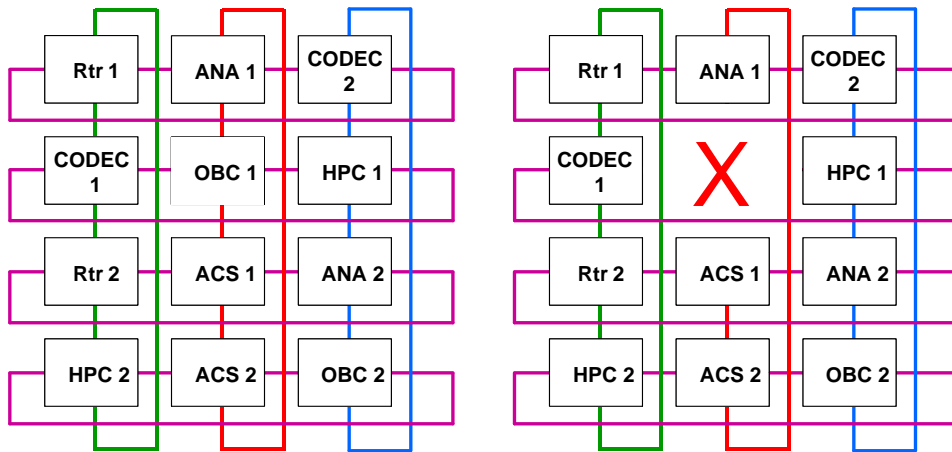 Rtr 1
ANA 1
CODEC
2
CODEC
1
OBC 1
HPC 1
Rtr 2
ACS 1
ANA 2
HPC 2
ACS 2
OBC 2
Rtr 1
ANA 1
CODEC
2
CODEC
1
X
HPC 1
Rtr 2
ACS 1
ANA 2
HPC 2
ACS 2
OBC 2